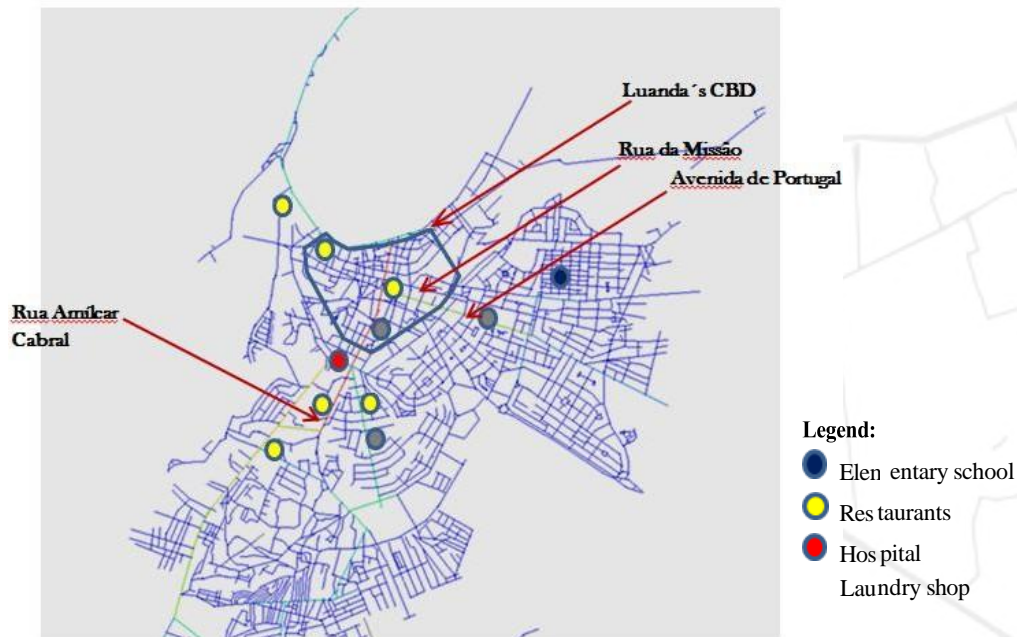 Luanda´s CBD
Rua da Missão
Avenida de Portugal
Rua Amílcar
Cabral
Legend:
Elen entary school
Res taurants
Hos pital
Laundry shop